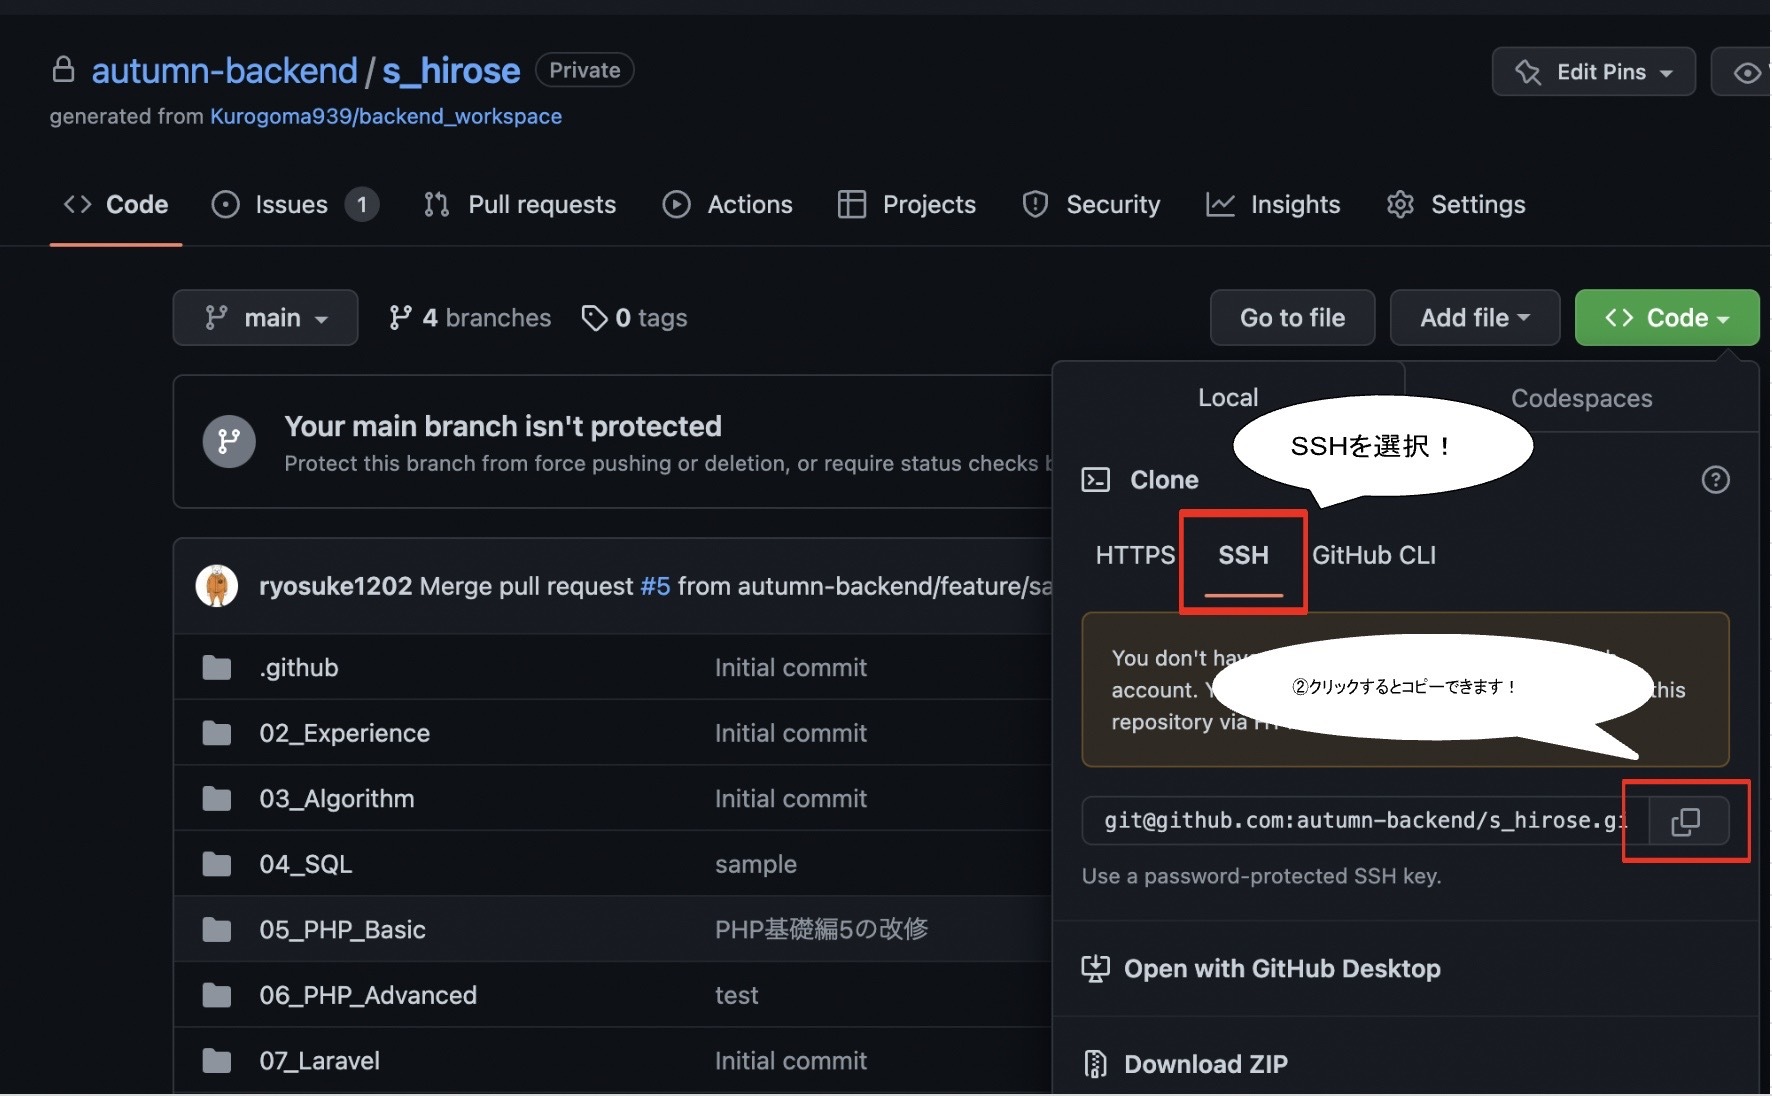 autumn-backend / s_hirose Private
Edit Pins
generated from Kurogoma939/backend_workspace
Code Issues 1 Pull requests Actions Projects Security Insights Settings
main 4 branches 0 tags Go to file Add file Code
Local Codespaces
Your main branch isn't protected
Protect this branch from force pushing or deletion, or require status checks
SSHを選択！
Clone
HTTPS SSH GitHub CLI
ryosuke1202 Merge pull request #5 from autumn-backend/feature/sa
You don't
②クリックするとコピーできます！
account. this
repository via
git@github.com:autumn-backend/s_hirose.gi
Use a password-protected SSH key.
Open with GitHub Desktop
Download ZIP
.github Initial commit
02_Experience Initial commit
03_Algorithm Initial commit
04_SQL sample
05_PHP_Basic PHP基礎編5の改修
06_PHP_Advanced test
07_Laravel Initial commit